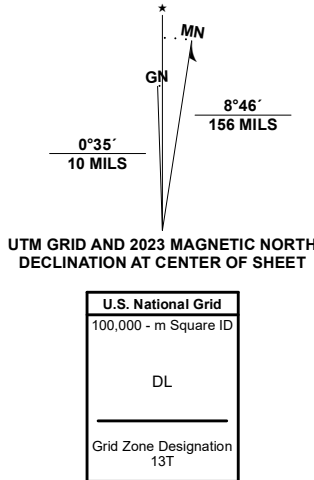 ★
MN
GN
8°46´
156 MILS
0°35´
10 MILS
UTM GRID AND 2023 MAGNETIC NORTH
DECLINATION AT CENTER OF SHEET
U.S. National Grid
100,000 - m Square ID
DL
Grid Zone Designation
13T